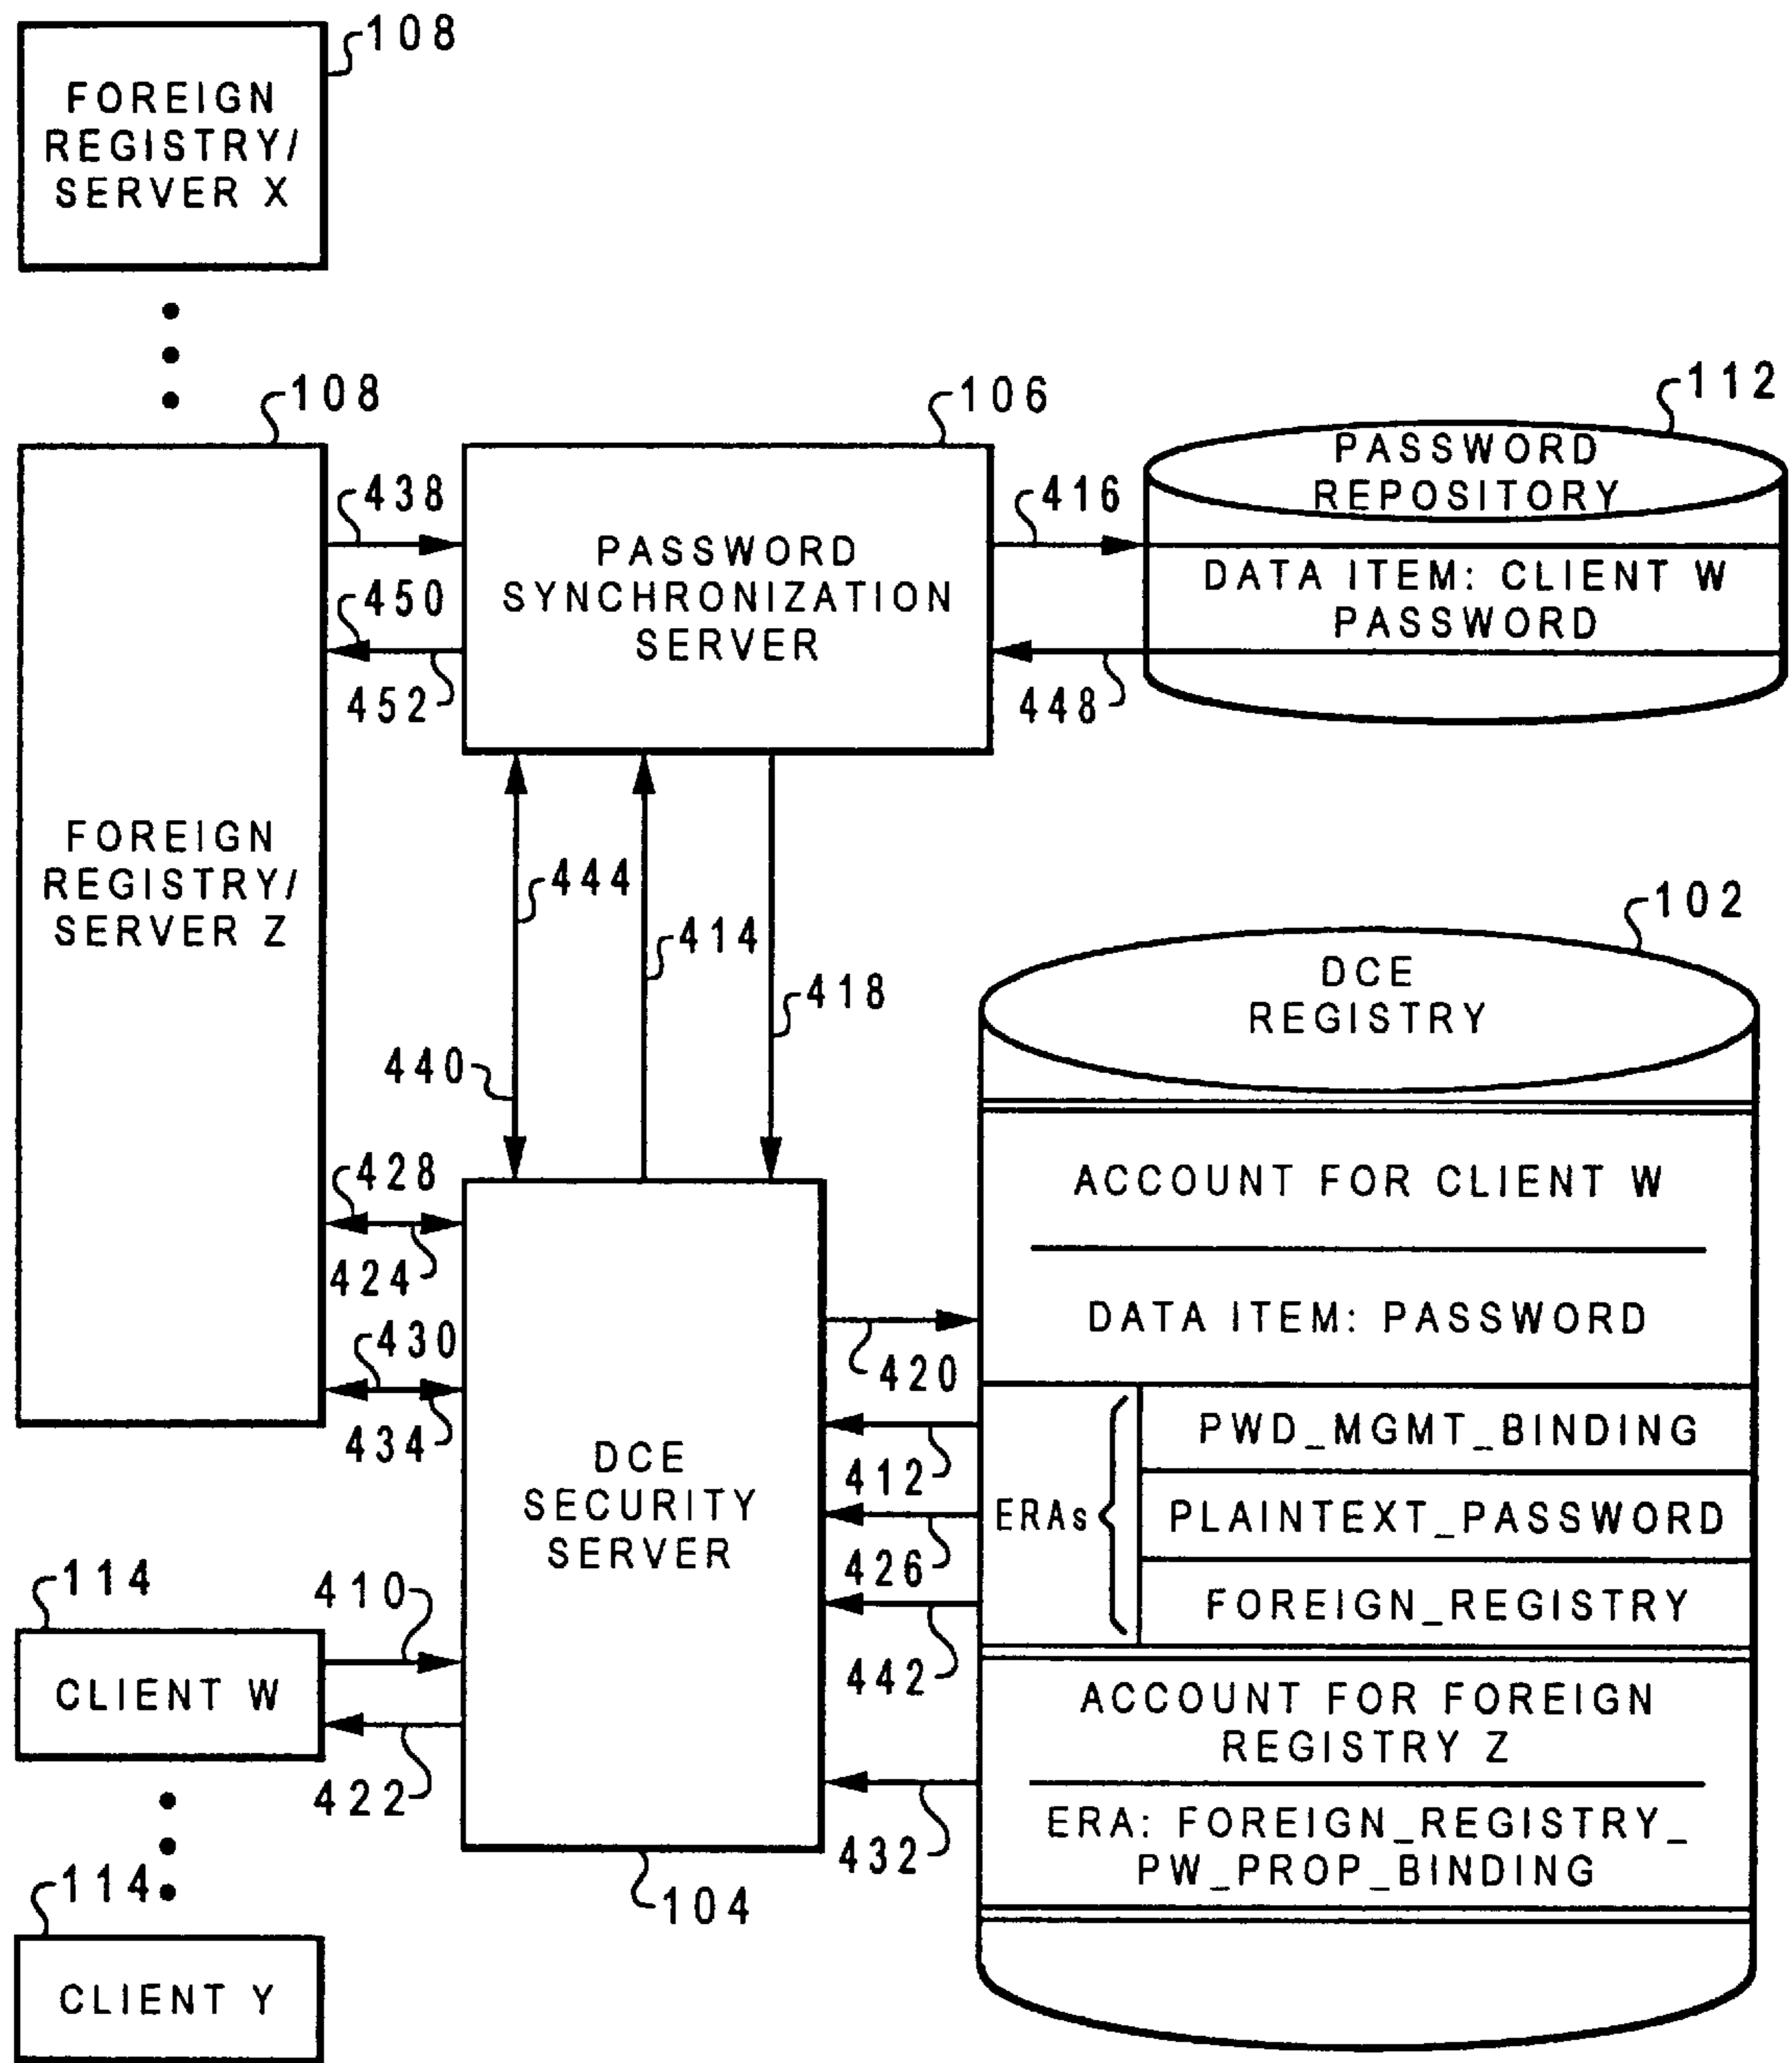 108
FOREIGN
REGISTRY/
SERVER X
108
106
112
438
450
452
PASSWORD
SYNCHRONIZATION
SERVER
416
448
PASSWORD
REPOSITORY
DATA ITEM: CLIENT W
PASSWORD
FOREIGN
REGISTRY/
SERVER Z
444
414
418
440
102
DCE
REGISTRY
428
424
430
434
ACCOUNT FOR CLIENT W
DATA ITEM: PASSWORD
420
412
426
442
432
ERAs
PWD_MGMT_BINDING
PLAINTEXT_PASSWORD
FOREIGN_REGISTRY
DCE
SECURITY
SERVER
104
ACCOUNT FOR FOREIGN
REGISTRY Z
ERA: FOREIGN_REGISTRY_
PW_PROP_BINDING
114
410
CLIENT W
422
114
CLIENT Y